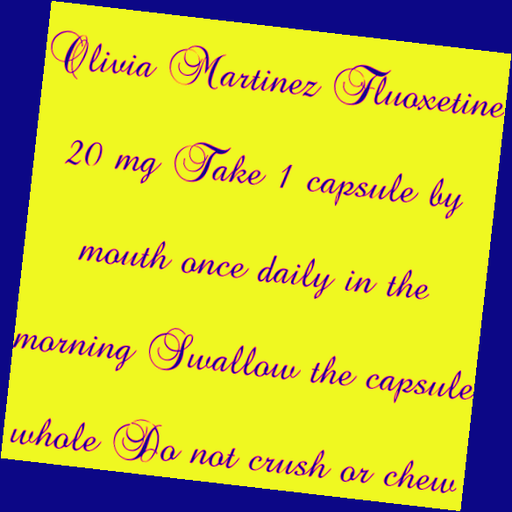 Olivia Martinez Fluoxetine
20 mg Take 1 capsule by
mouth once daily in the
morning Swallow the capsule
whole Do not crush or chew